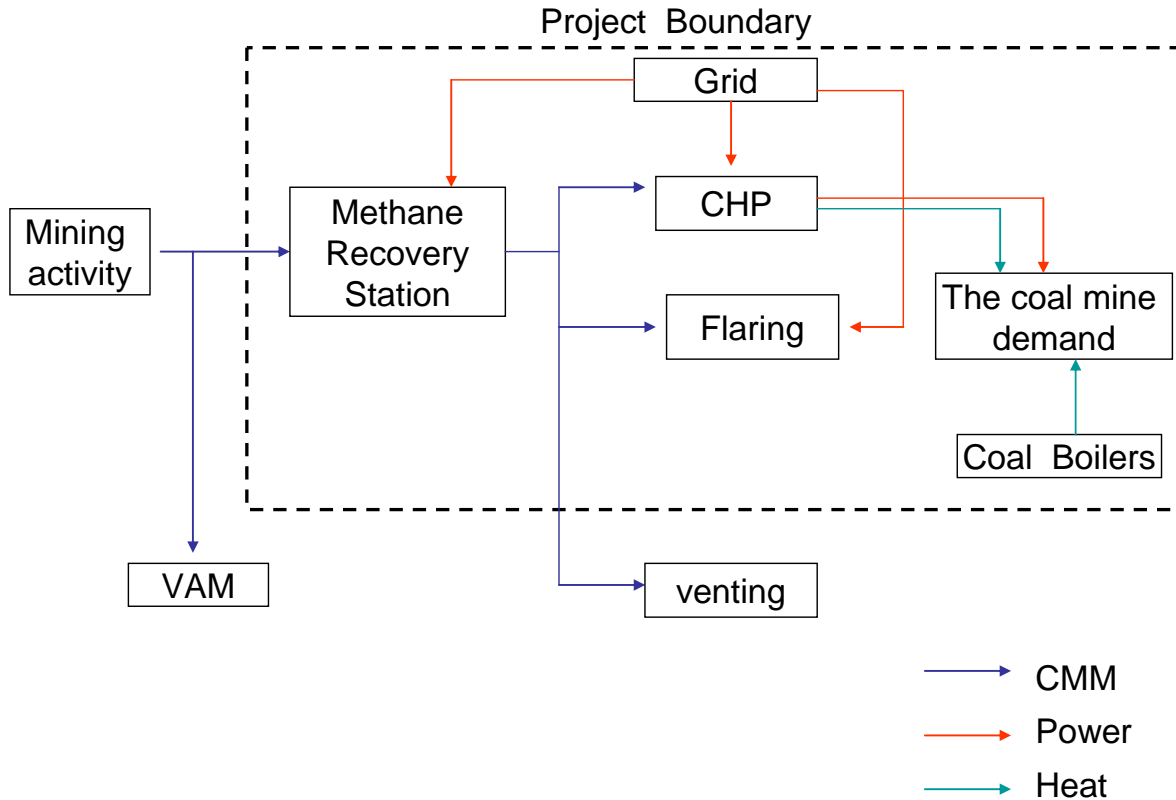 Project Boundary
Grid
CHP
Methane
Recovery
Station
Mining
activity
Flaring
The coal mine
demand
Coal Boilers
VAM
venting
CMM
Power
Heat